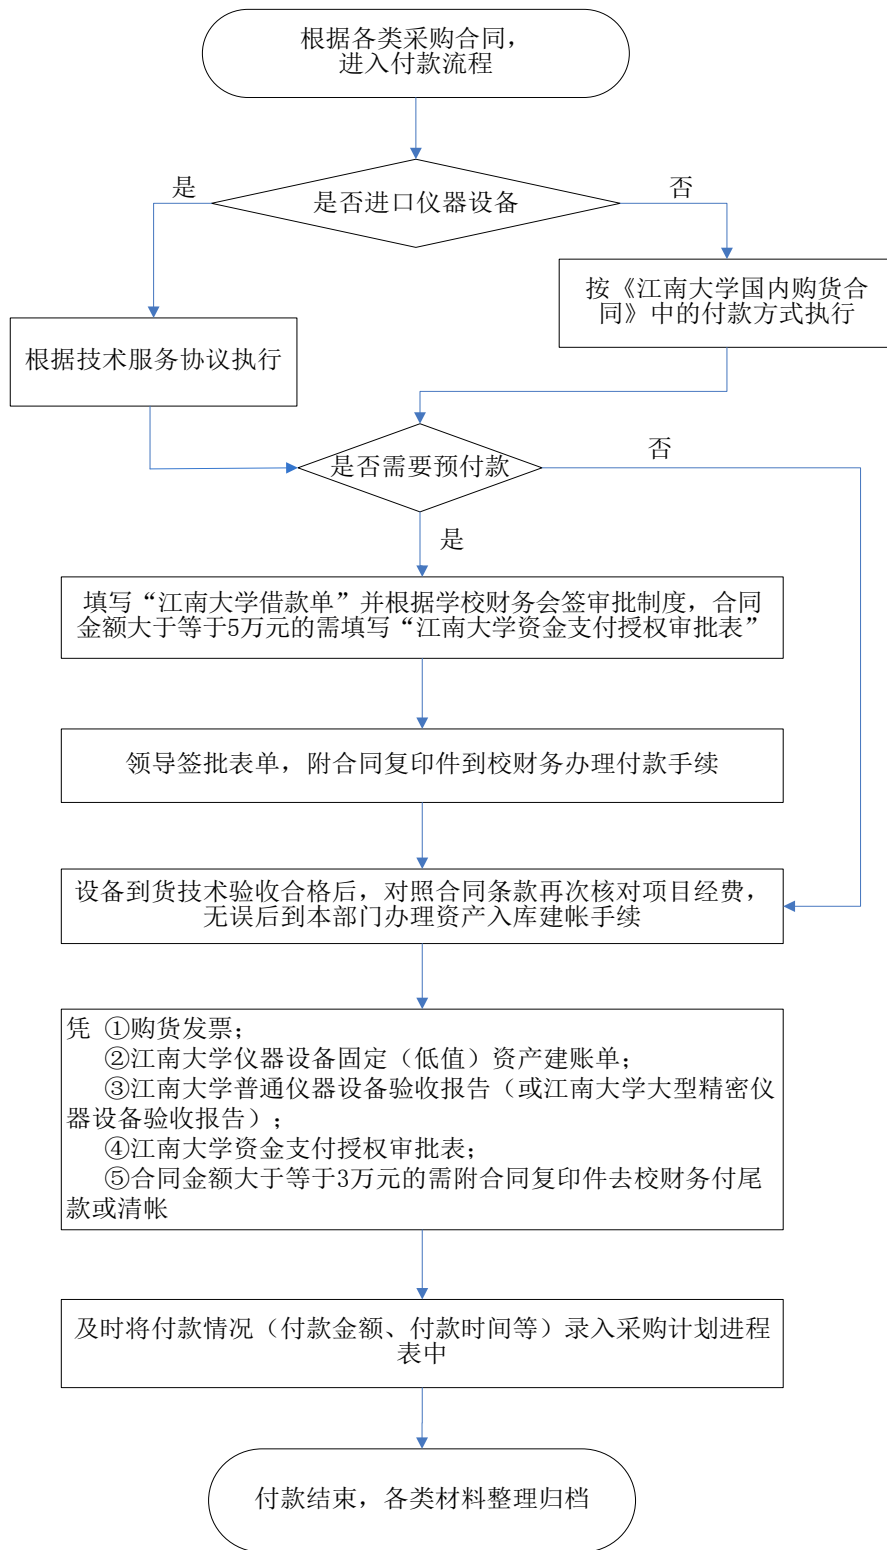 根据各类采购合同，
进入付款流程
是否进口仪器设备
是
否
按《江南大学国内购货合
同》中的付款方式执行
根据技术服务协议执行
是否需要预付款
否
是
填写“江南大学借款单”并根据学校财务会签审批制度，合同
金额大于等于5万元的需填写“江南大学资金支付授权审批表”
领导签批表单，附合同复印件到校财务办理付款手续
设备到货技术验收合格后，对照合同条款再次核对项目经费，
无误后到本部门办理资产入库建帐手续
凭 ①购货发票；
②江南大学仪器设备固定（低值）资产建账单；
③江南大学普通仪器设备验收报告（或江南大学大型精密仪
器设备验收报告）；
④江南大学资金支付授权审批表；
⑤合同金额大于等于3万元的需附合同复印件去校财务付尾
款或清帐
及时将付款情况（付款金额、付款时间等）录入采购计划进程
表中
付款结束，各类材料整理归档